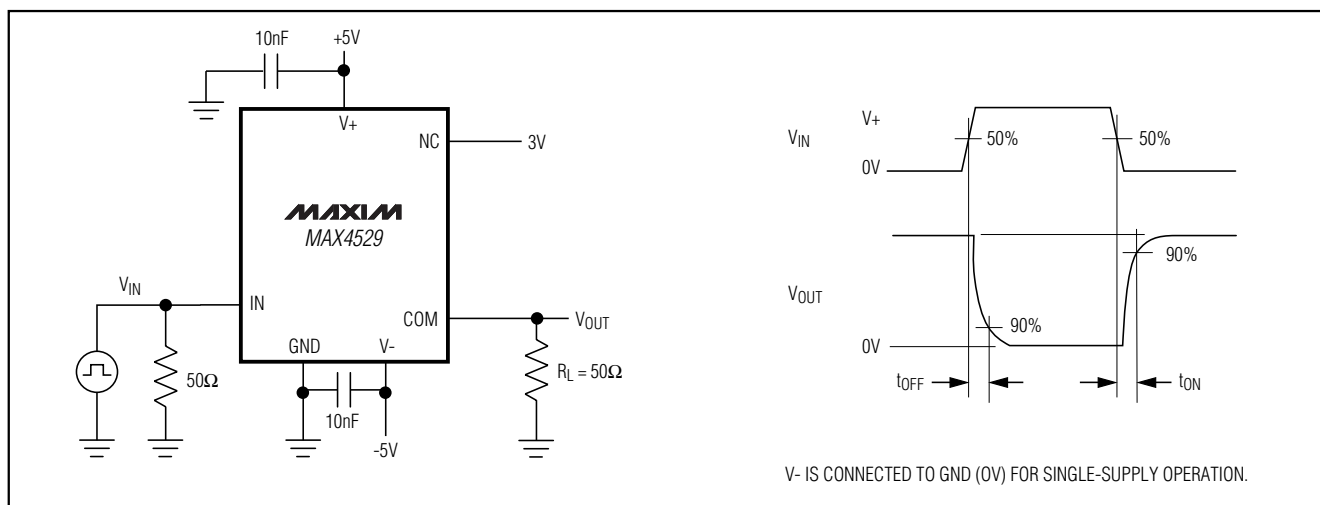 10nF
+5V
V+
NC
3V
MAXIM
MAX4529
VIN
IN
COM
VOUT
GND
V-
50Ω
10nF
RL = 50Ω
-5V
VIN
V+
0V
50%
50%
VOUT
90%
90%
0V
tOFF
tON
V- IS CONNECTED TO GND (0V) FOR SINGLE-SUPPLY OPERATION.